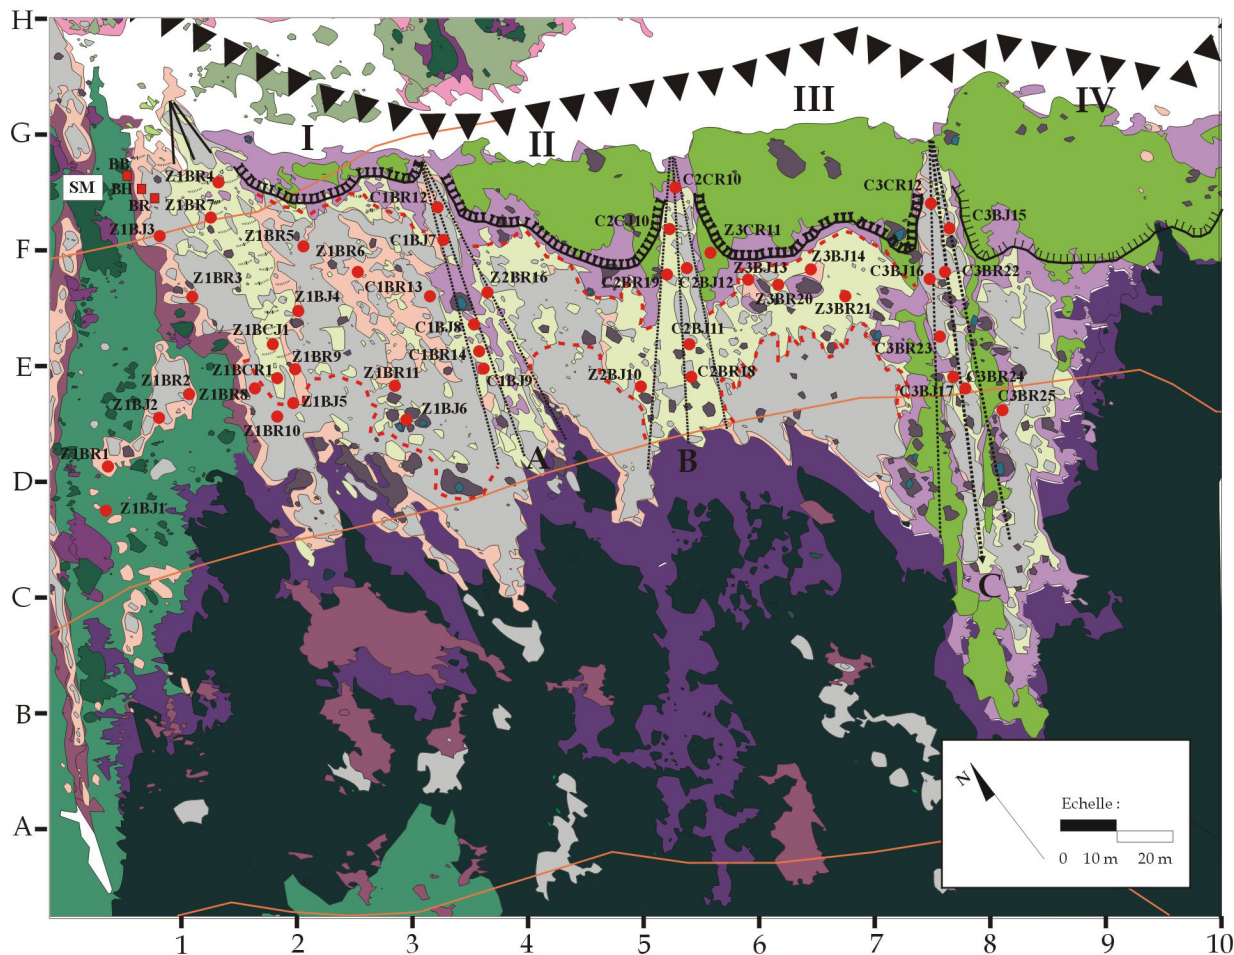 H
III
IV
G
I
II
BB
Z1BR4
C2CR10
C3CR12
SM
BH
BR
C1BR12
Z1BR7
C2CJ10
Z3CR11
C3BJ15
Z1BJ3
Z1BR5
C1BJ7
F
Z1BR6
Z3BJ14
Z1BR3
Z2BR16
C2BR19
C2BJ12
Z3BJ13
C3BJ16
C3BR22
C1BR13
Z3BR20
Z1BJ4
Z3BR21
Z1BCJ1
C1BJ8
C2BJ11
C3BR23
Z1BR9
C1BR14
E
Z1BCR1
Z1BR2
Z1BR11
C1BJ9
Z2BJ10
C2BR18
C3BR24
Z1BR8
C3BJ17
Z1BJ2
Z1BJ5
Z1BJ6
C3BR25
Z1BR10
Z1BR1
A
B
D
Z1BJ1
C
C
B
N
Echelle :
A
0 10 m 20 m
1 2 3 4 5 6 7 8 9 10